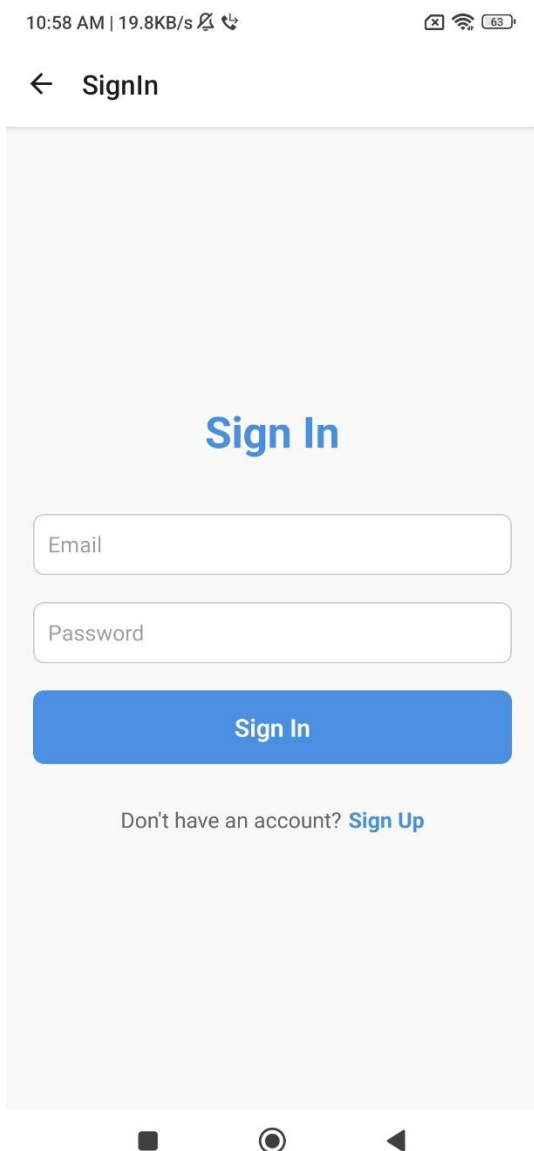 10:58 AM | 19.8KB/s
63
SignIn
Sign In
Email
Password
Sign In
Don't have an account? Sign Up